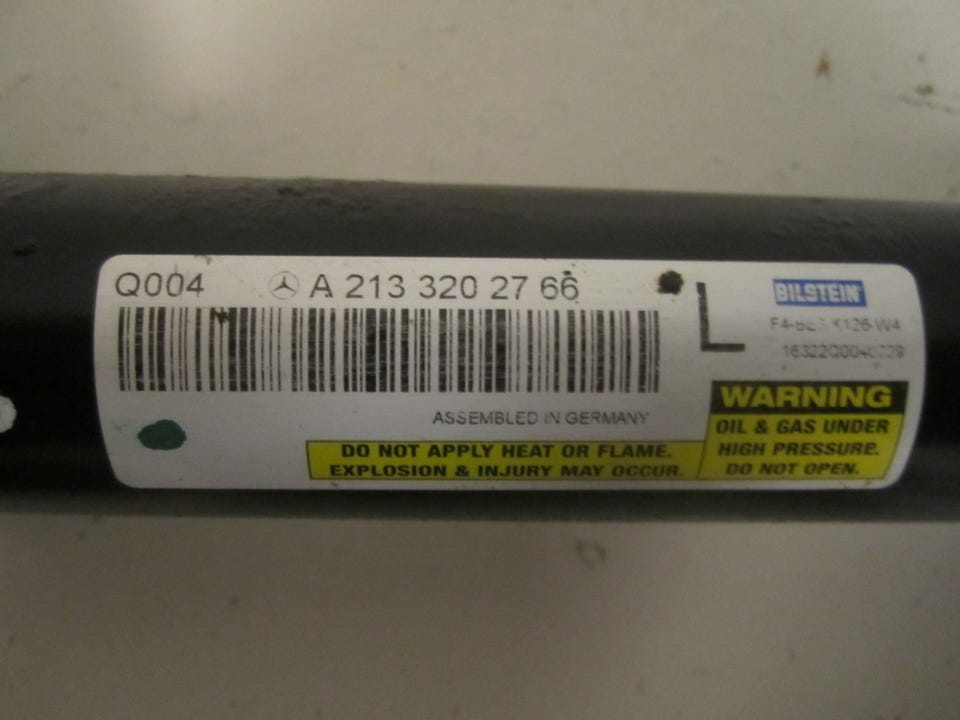 Q004 A 213 320 27 66
L
BILSTEIN
ASSEMBLED IN GERMANY
DO NOT APPLY HEAT OR FLAME.
EXPLOSION & INJURY MAY OCCUR.
WARNING
OIL & GAS UNDER
HIGH PRESSURE.
DO NOT OPEN.